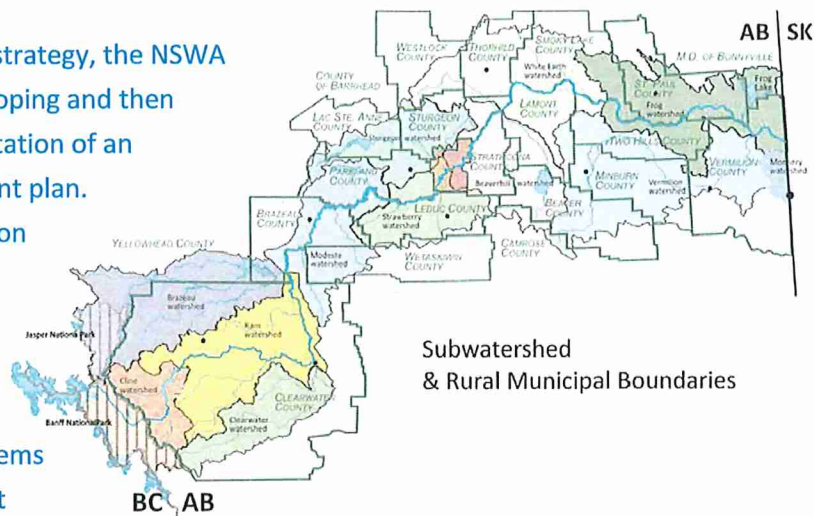 strategy, the NSWA
oping and then
tation of an
nt plan.
on
ems
t
AB SK
M.D. OF BONNYVILLE
WESTLOCK
COUNTY
THORHILD
COUNTY
SMOKY LAKE
COUNTY
White Earth
watershed
COUNTY
OF BARRHEAD
ST. PAUL
COUNTY
Frog
watershed
Frog
Lake
LAC STE. ANNE
COUNTY
STURGEON
COUNTY
Sturgeon watershed
LAMONT
COUNTY
TWO HILLS COUNTY
STRATHCONA
COUNTY
Beaverhill watershed
PARKLAND
COUNTY
MINBURN
COUNTY
Vermilion
watershed
VERMILION
COUNTY
Monnery
watershed
BEAVER
COUNTY
LEDUC COUNTY
Strawberry
watershed
BRAZEAU
COUNTY
CAMROSE
COUNTY
WETASKIWIN
COUNTY
YELLOWHEAD COUNTY
Modeste
watershed
Brazeau
watershed
Ram
watershed
Jasper National Park
Cline
watershed
CLEARWATER
COUNTY
Clearwater
watershed
Banff National Park
BC AB
Subwatershed
& Rural Municipal Boundaries